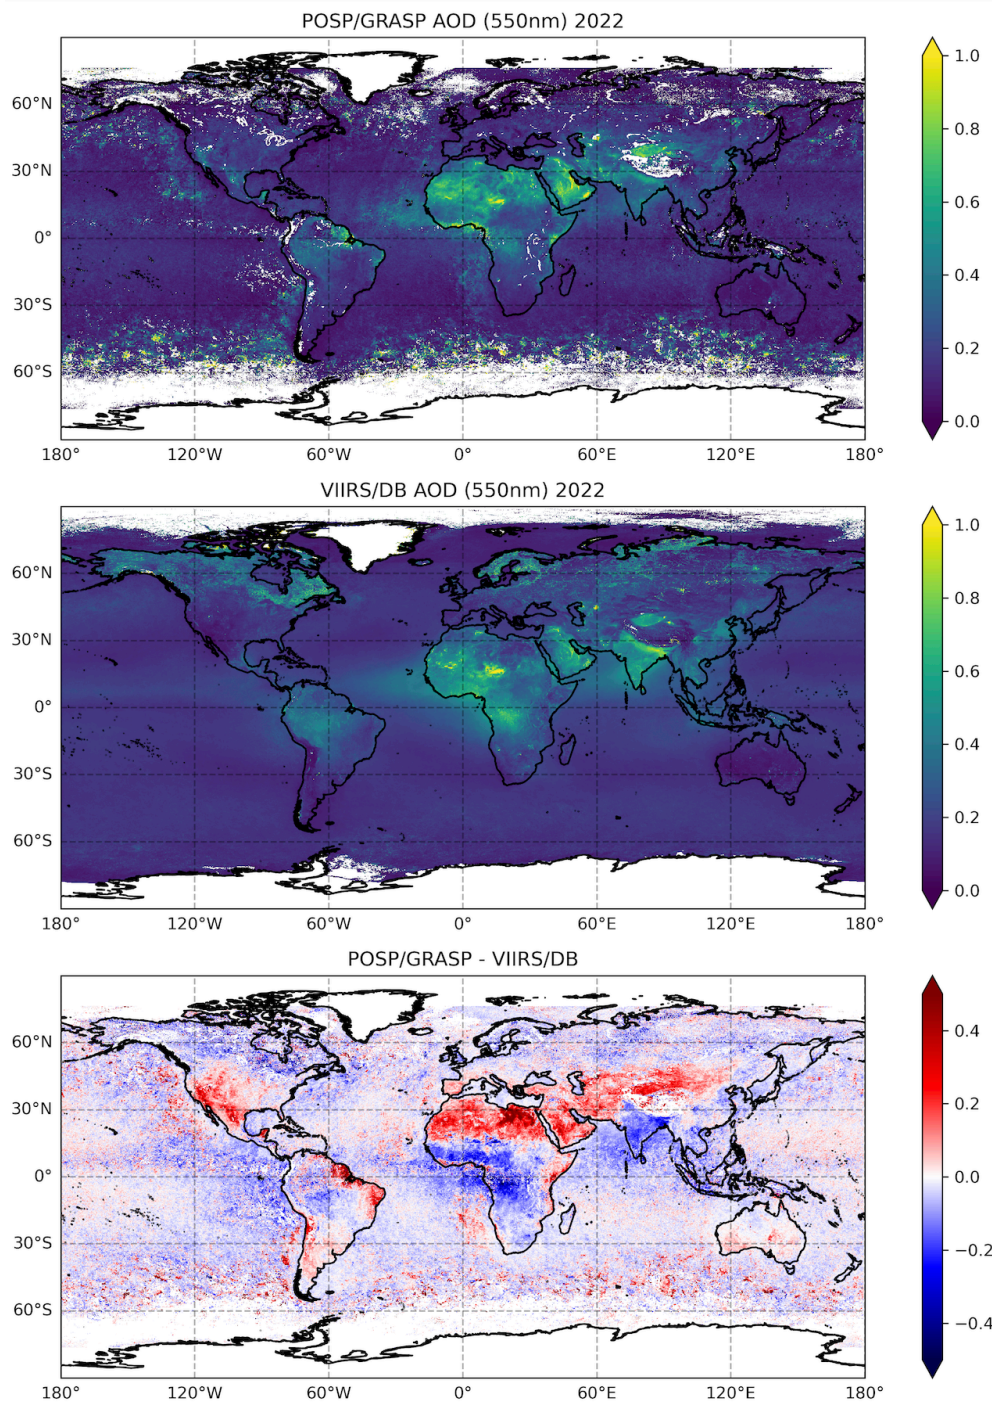 POSP/GRASP AOD (550nm) 2022
60°N
30°N
0°
30°S
60°S
180° 120°W 60°W 0° 60°E 120°E 180°
1.0
0.8
0.6
0.4
0.2
0.0
VIIRS/DB AOD (550nm) 2022
60°N
30°N
0°
30°S
60°S
180° 120°W 60°W 0° 60°E 120°E 180°
1.0
0.8
0.6
0.4
0.2
0.0
POSP/GRASP - VIIRS/DB
60°N
30°N
0°
30°S
60°S
180° 120°W 60°W 0° 60°E 120°E 180°
0.4
0.2
0.0
−0.2
−0.4